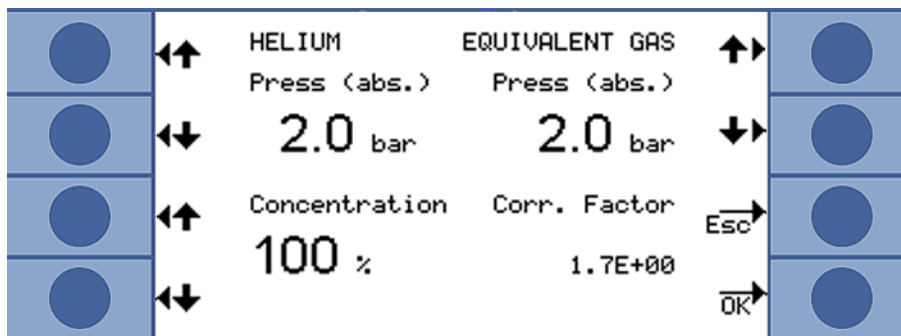 HELIUM EQUIVALENT GAS
Press (abs.) Press (abs.)
2.0 bar 2.0 bar
Concentration Corr. Factor
Esc
100 % 1.7E+00
OK